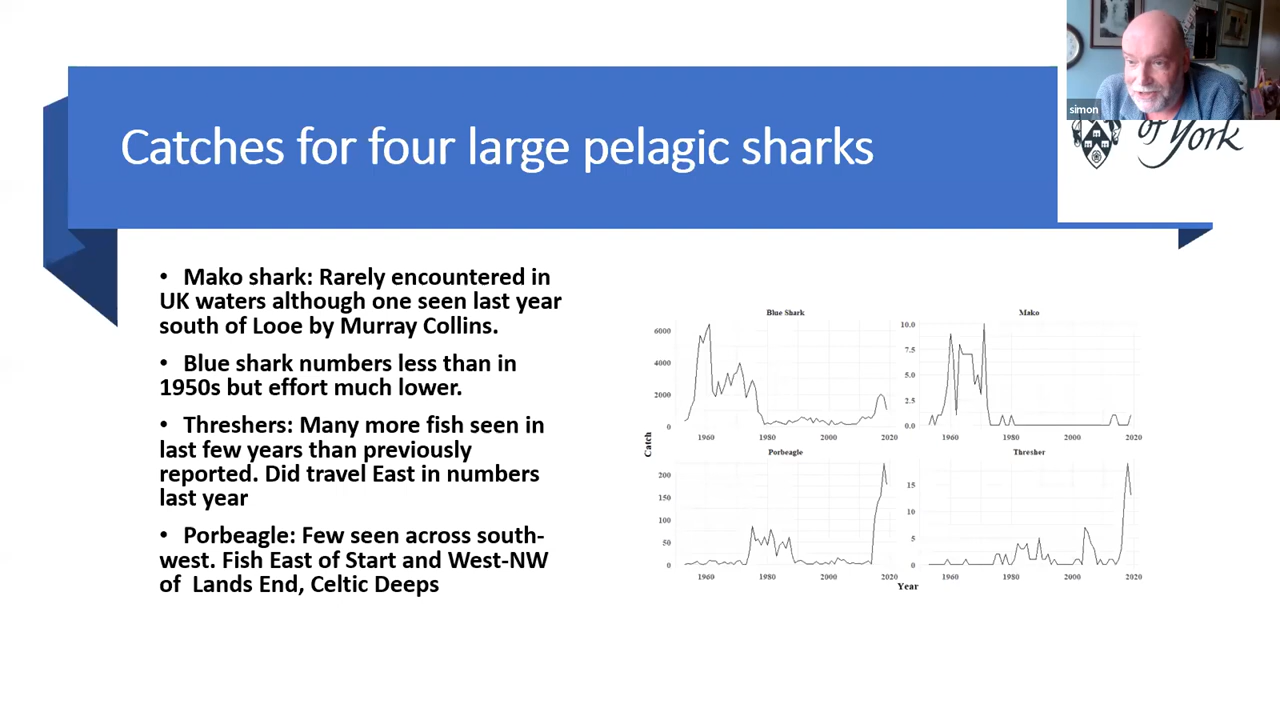 simon
of York
Catches for four large pelagic sharks
• Mako shark: Rarely encountered in
UK waters although one seen last year
south of Looe by Murray Collins.
• Blue shark numbers less than in
1950s but effort much lower.
• Threshers: Many more fish seen in
last few years than previously
reported. Did travel East in numbers
last year
• Porbeagle: Few seen across south-
west. Fish East of Start and West-NW
of Lands End, Celtic Deeps
Blue Shark
6000
4000
2000
0
1960 1980 2000 2020
Mako
10.0
7.5
5.0
2.5
0.0
1960 1980 2000 2020
Catch
Porbeagle
200
150
100
50
0
1960 1980 2000 2020
Thresher
15
10
5
0
1960 1980 2000 2020
Year